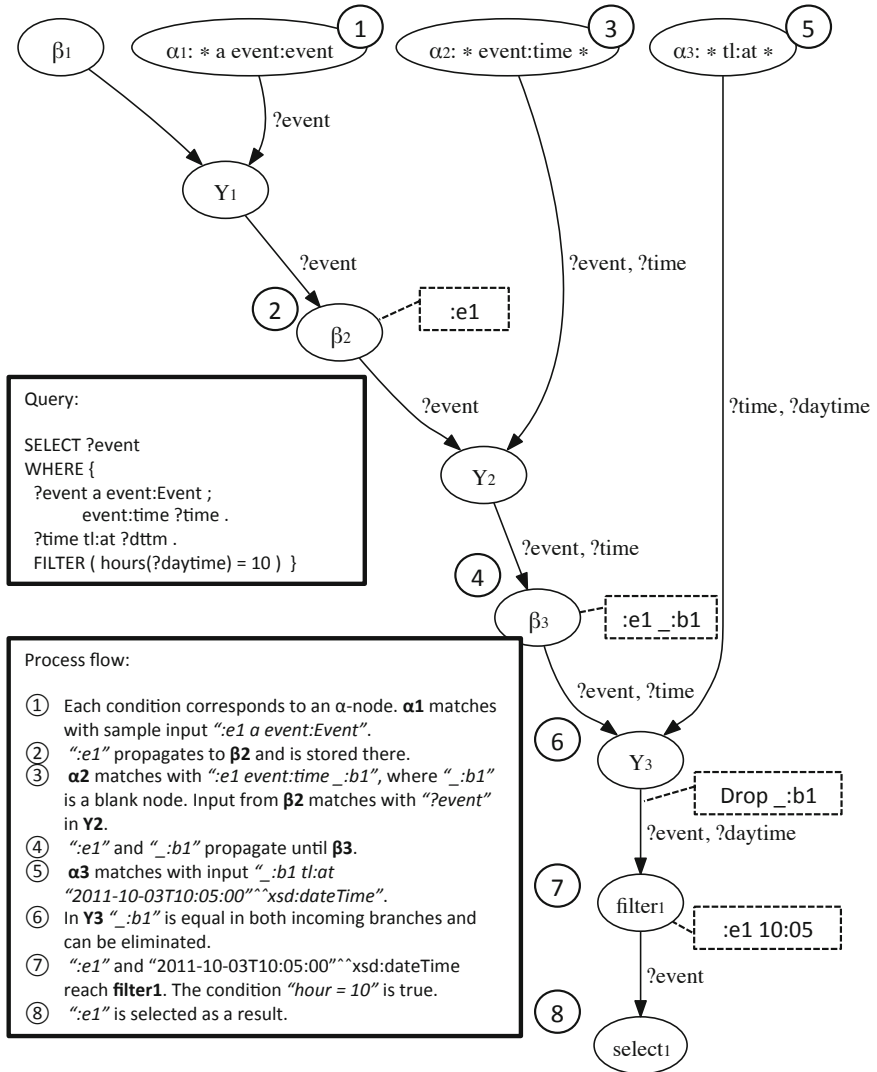 β1
α1: * a event:event
1
α2: * event:time *
3
α3: * tl:at *
5
?event
Y1
?event
?event, ?time
2
β2
:e1
?event
?time, ?daytime
Query:
SELECT ?event
WHERE {
?event a event:Event ;
event:time ?time .
?time tl:at ?dttm .
FILTER ( hours(?daytime) = 10 ) }
Y2
?event, ?time
4
β3
:e1 _:b1
?event, ?time
6
Y3
Drop _:b1
?event, ?daytime
7
filter1
:e1 10:05
?event
8
select1
Process flow:
① Each condition corresponds to an α-node. α1 matches
with sample input “:e1 a event:Event”.
② “:e1” propagates to β2 and is stored there.
③ α2 matches with “:e1 event:time _:b1”, where “_:b1”
is a blank node. Input from β2 matches with “?event”
in Y2.
④ “:e1” and “_:b1” propagate until β3.
⑤ α3 matches with input “_:b1 tl:at
“2011-10-03T10:05:00”^^xsd:dateTime”.
⑥ In Y3 “_:b1” is equal in both incoming branches and
can be eliminated.
⑦ “:e1” and “2011-10-03T10:05:00”^^xsd:dateTime
reach filter1. The condition “hour = 10” is true.
⑧ “:e1” is selected as a result.